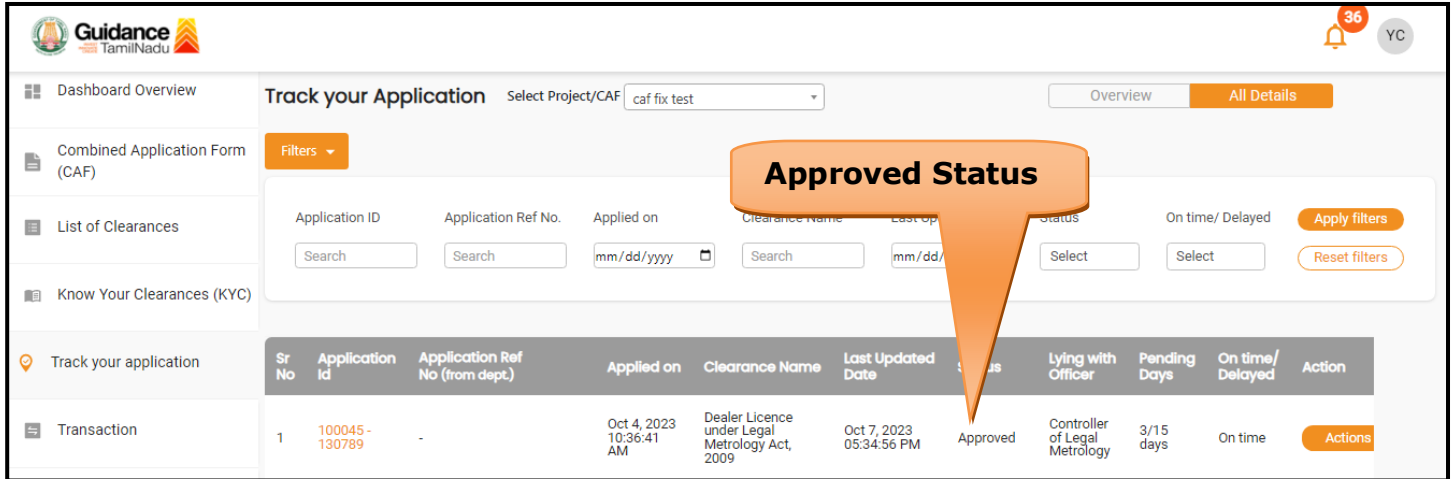 Guidance
TamilNadu
36
YC
Dashboard Overview
Track your Application
Select Project/CAF
caf fix test
Overview
All Details
Combined Application Form
(CAF)
Filters
Approved Status
List of Clearances
Application ID
Application Ref No.
Applied on
Clearance Name
Last Up
Status
On time/ Delayed
Apply filters
Search
Search
mm/dd/yyyy
Search
mm/dd/
Select
Select
Reset filters
Know Your Clearances (KYC)
Track your application
Sr
No
Application
Id
Application Ref
No (from dept.)
Applied on
Clearance Name
Last Updated
Date
Lying with
Officer
Pending
Days
On time/
Delayed
Action
Transaction
1
100045 -
130789
-
Oct 4, 2023
10:36:41
AM
Dealer Licence
under Legal
Metrology Act,
2009
Oct 7, 2023
05:34:56 PM
Approved
Controller
of Legal
Metrology
3/15
days
On time
Actions